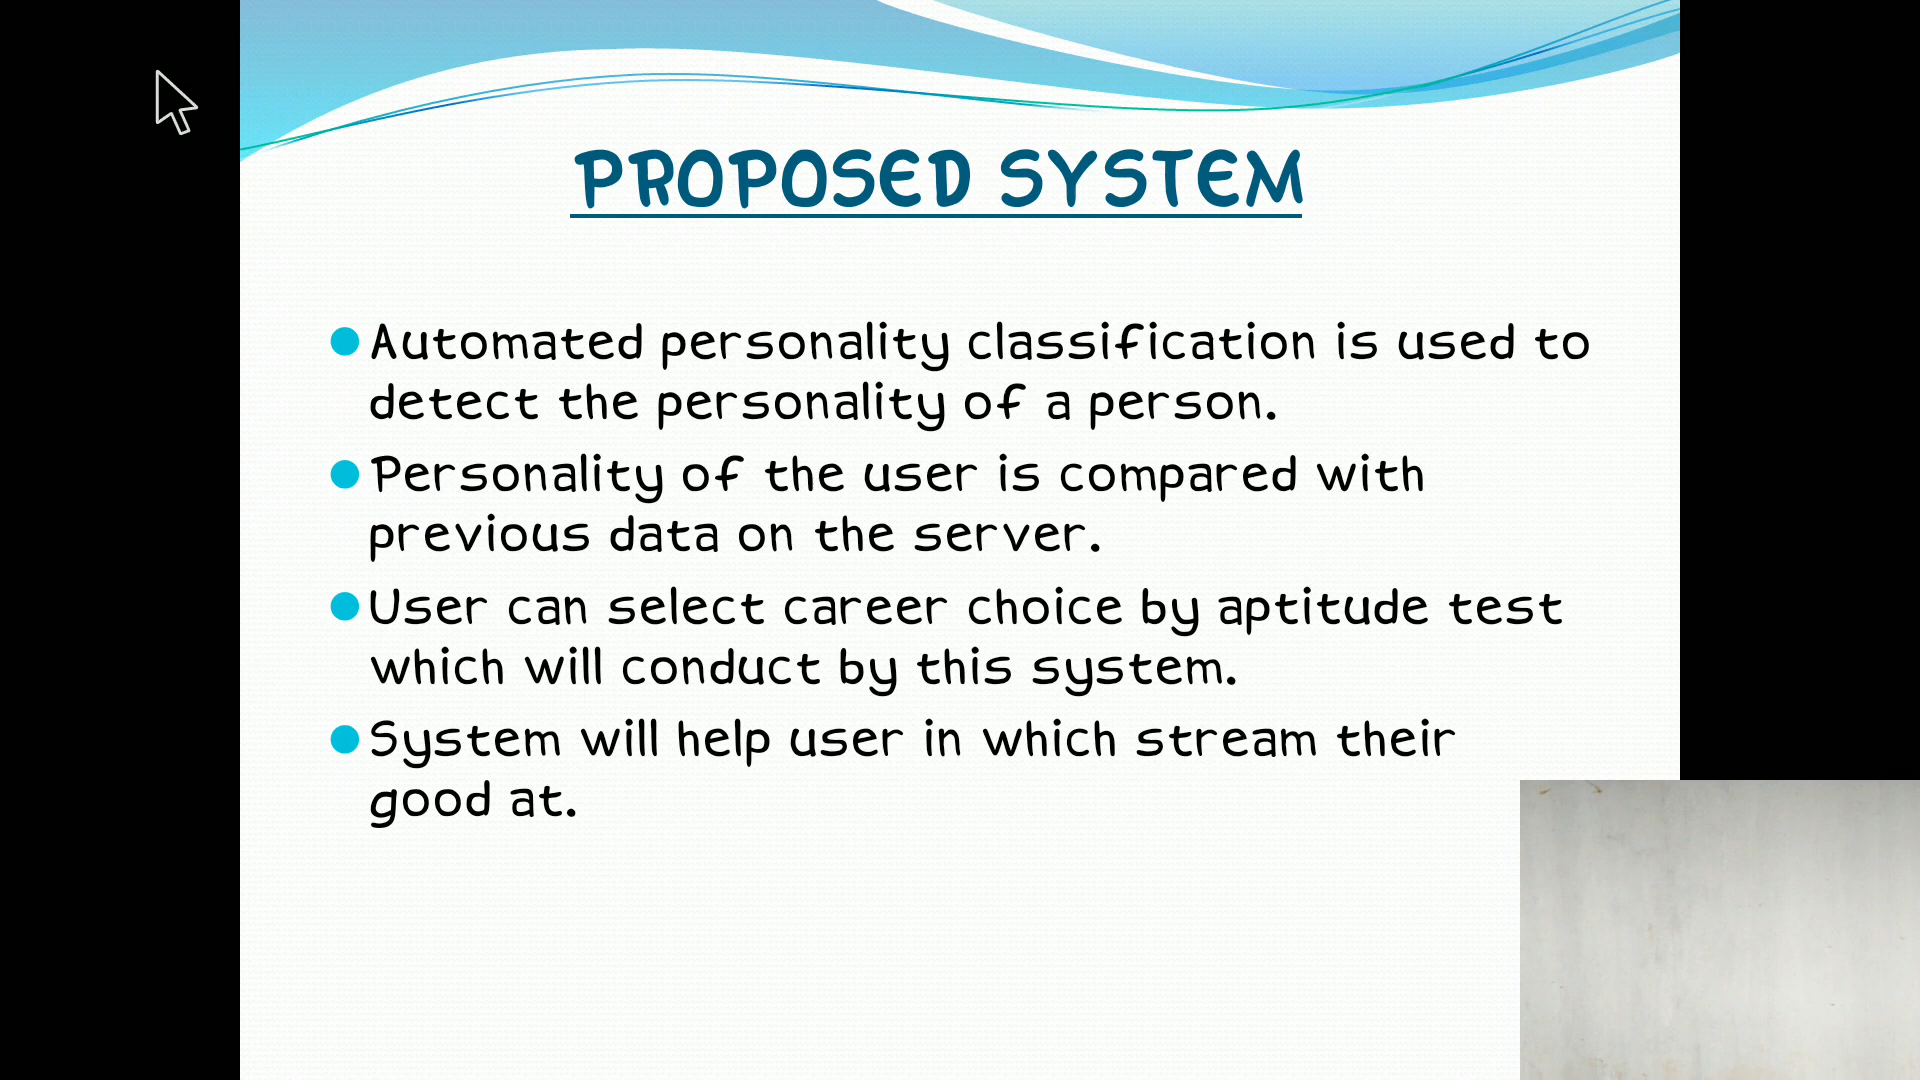 PROPOSED SYSTEM
Automated personality classification is used to
detect the personality of a person.
Personality of the user is compared with
previous data on the server.
User can select career choice by aptitude test
which will conduct by this system.
System will help user in which stream their
good at.